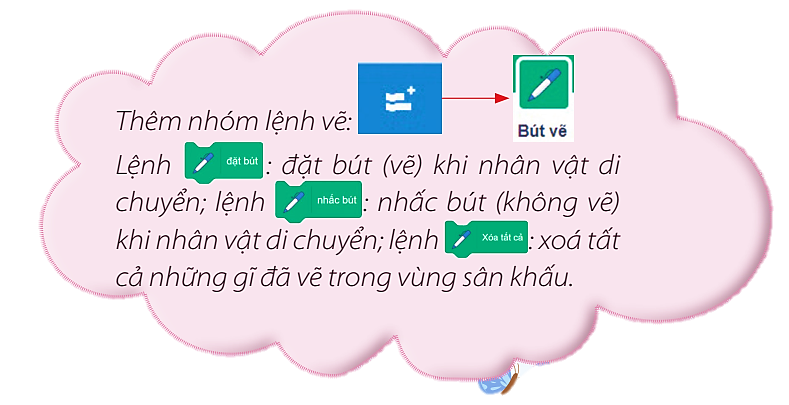 Thêm nhóm lệnh vẽ:
Bút vẽ
Lệnh đặt bút : đặt bút (vẽ) khi nhân vật di
chuyển; lệnh nhấc bút : nhấc bút (không vẽ)
khi nhân vật di chuyển; lệnh Xóa tất cả : xoá tất
cả những gĩ đã vẽ trong vùng sân khấu.